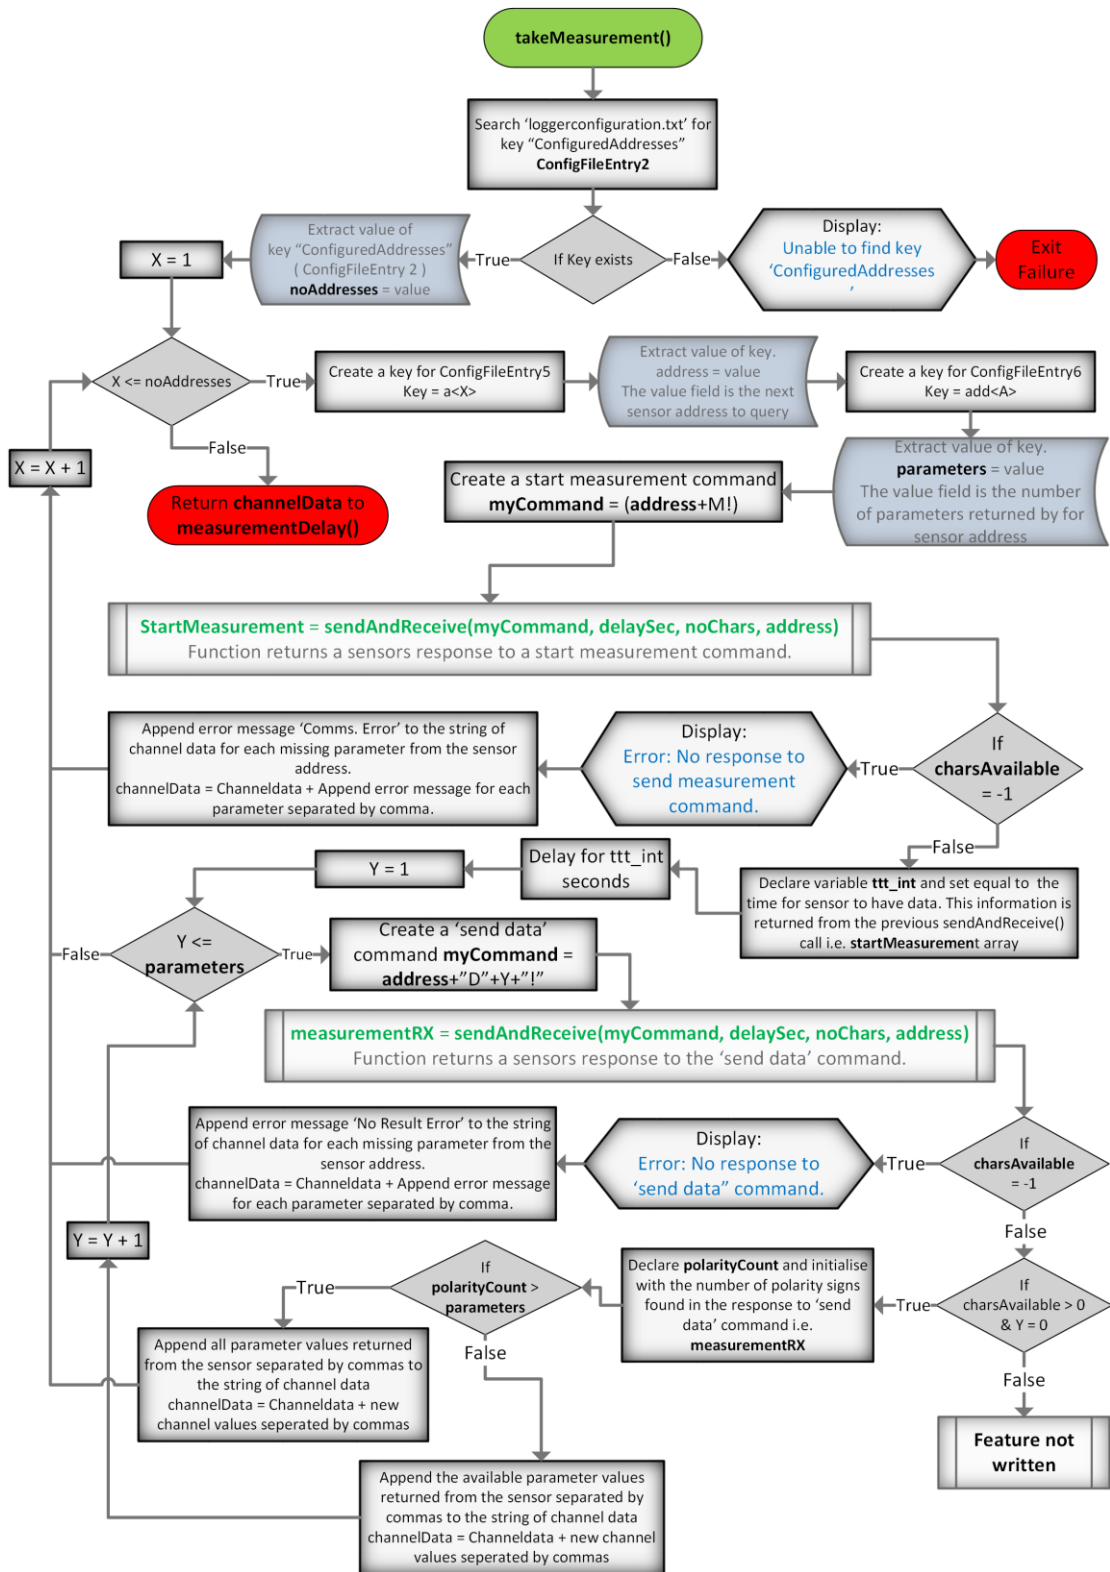 takeMeasurement()
Search ‘loggerconfiguration.txt’ for
key “ConfiguredAddresses”
ConfigFileEntry2
If Key exists
True
False
Extract value of
key “ConfiguredAddresses”
( ConfigFileEntry 2 )
noAddresses = value
X = 1
Display:
Unable to find key
‘ConfiguredAddresses
’
Exit
Failure
X <= noAddresses
True
False
Create a key for ConfigFileEntry5
Key = a<X>
Extract value of key.
address = value
The value field is the next
sensor address to query
Create a key for ConfigFileEntry6
Key = add<A>
X = X + 1
Return channelData to
measurementDelay()
Create a start measurement command
myCommand = (address+M!)
Extract value of key.
parameters = value
The value field is the number
of parameters returned by for
sensor address
StartMeasurement = sendAndReceive(myCommand, delaySec, noChars, address)
Function returns a sensors response to a start measurement command.
If
charsAvailable
= -1
True
False
Display:
Error: No response to
send measurement
command.
Append error message ‘Comms. Error’ to the string of
channel data for each missing parameter from the sensor
address.
channelData = Channeldata + Append error message for each
parameter separated by comma.
Declare variable ttt_int and set equal to the
time for sensor to have data. This information is
returned from the previous sendAndReceive()
call i.e. startMeasurement array
Delay for ttt_int
seconds
Y = 1
Y <=
parameters
False
True
Create a ‘send data’
command myCommand =
address+”D”+Y+”!”
measurementRX = sendAndReceive(myCommand, delaySec, noChars, address)
Function returns a sensors response to the ‘send data’ command.
If
charsAvailable
= -1
True
False
Display:
Error: No response to
‘send data” command.
Append error message ‘No Result Error’ to the string
of channel data for each missing parameter from the
sensor address.
channelData = Channeldata + Append error message
for each parameter separated by comma.
Y = Y + 1
If
charsAvailable > 0
& Y = 0
True
False
Declare polarityCount and initialise
with the number of polarity signs
found in the response to ‘send
data’ command i.e.
measurementRX
If
polarityCount >
parameters
True
False
Append all parameter values returned
from the sensor separated by commas to
the string of channel data
channelData = Channeldata + new
channel values seperated by commas
Feature not
written
Append the available parameter values
returned from the sensor separated by
commas to the string of channel data
channelData = Channeldata + new channel
values seperated by commas